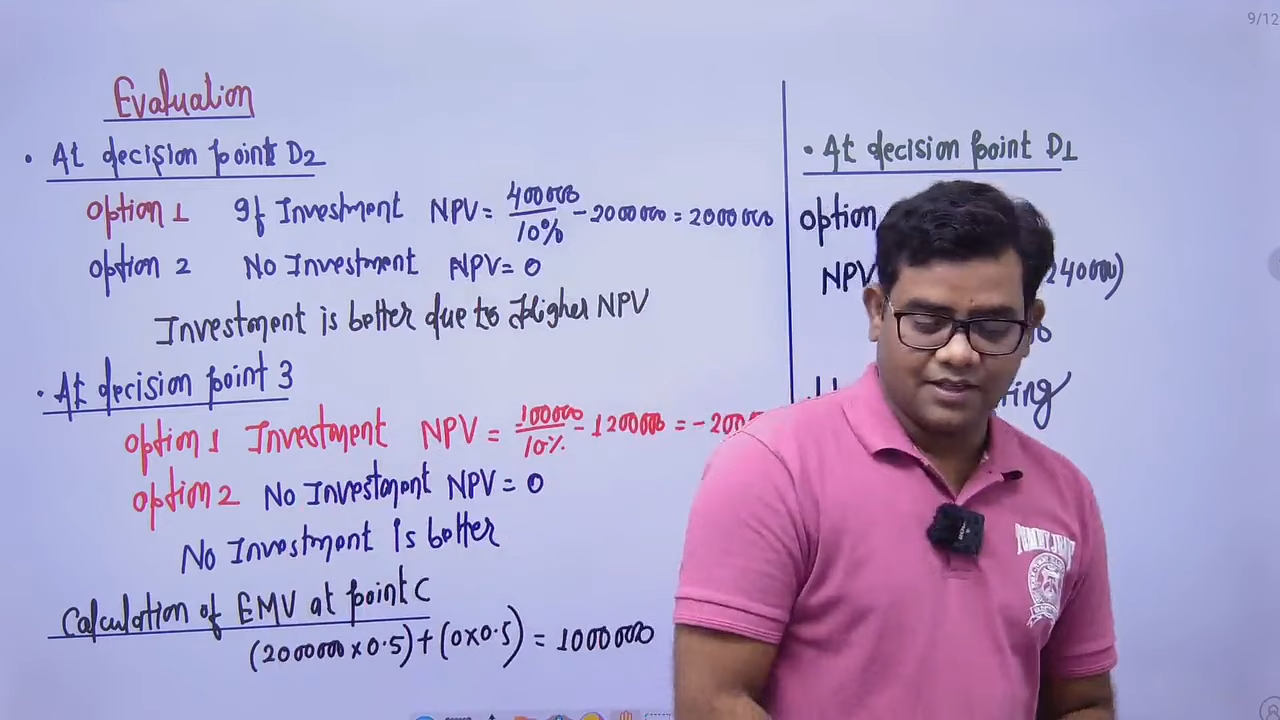 9/12
Evaluation
• At decision point D2
option 1 If Investment NPV = 400000/10% - 2000000 = 2000000
option 2 No Investment NPV = 0
Investment is better due to Higher NPV
• At decision point 3
option 1 Investment NPV = 100000/10% - 1200000 = -200
option 2 No Investment NPV = 0
No Investment Is better
Calculation of EMV at point C
(2000000 x 0.5) + (0x0.5) = 1000000
• At decision point D1
option
NPV 24000)